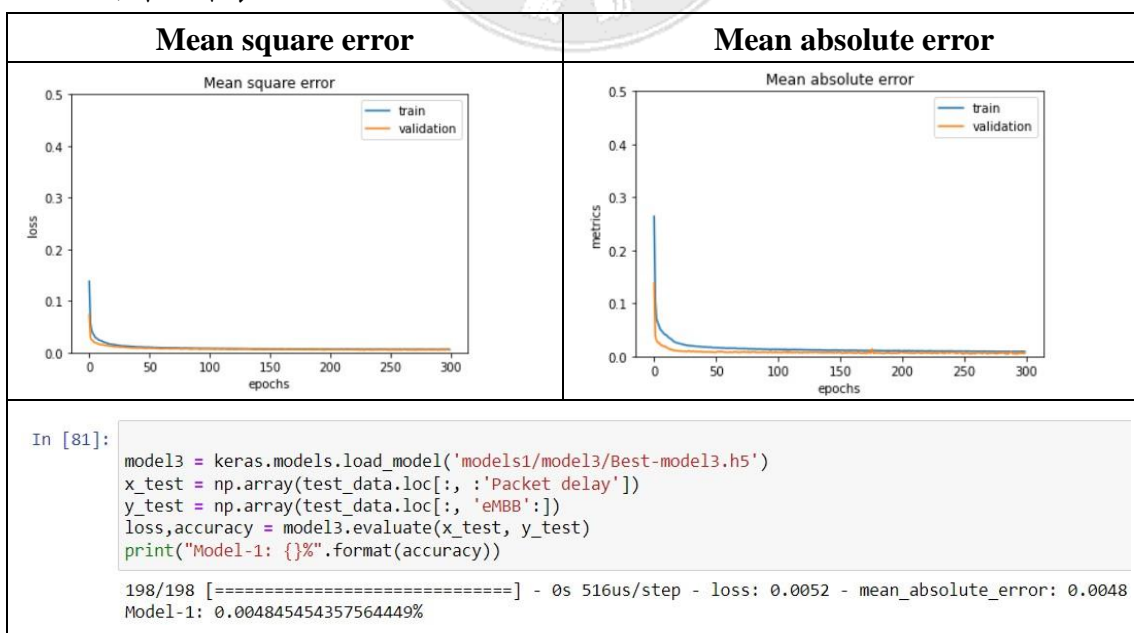 Mean square error
Mean absolute error
Mean square error
0.5
0.4
0.3
0.2
0.1
0.0
loss
train
validation
0 50 100 150 200 250 300
epochs
Mean absolute error
0.5
0.4
0.3
0.2
0.1
0.0
metrics
train
validation
0 50 100 150 200 250 300
epochs
In [81]:
model3 = keras.models.load_model('models1/model3/Best-model3.h5')
x_test = np.array(test_data.loc[:, :'Packet delay'])
y_test = np.array(test_data.loc[:, 'eMBB':])
loss,accuracy = model3.evaluate(x_test, y_test)
print("Model-1: {}%".format(accuracy))
198/198 [==============================] - 0s 516us/step - loss: 0.0052 - mean_absolute_error: 0.0048
Model-1: 0.004845454357564449%